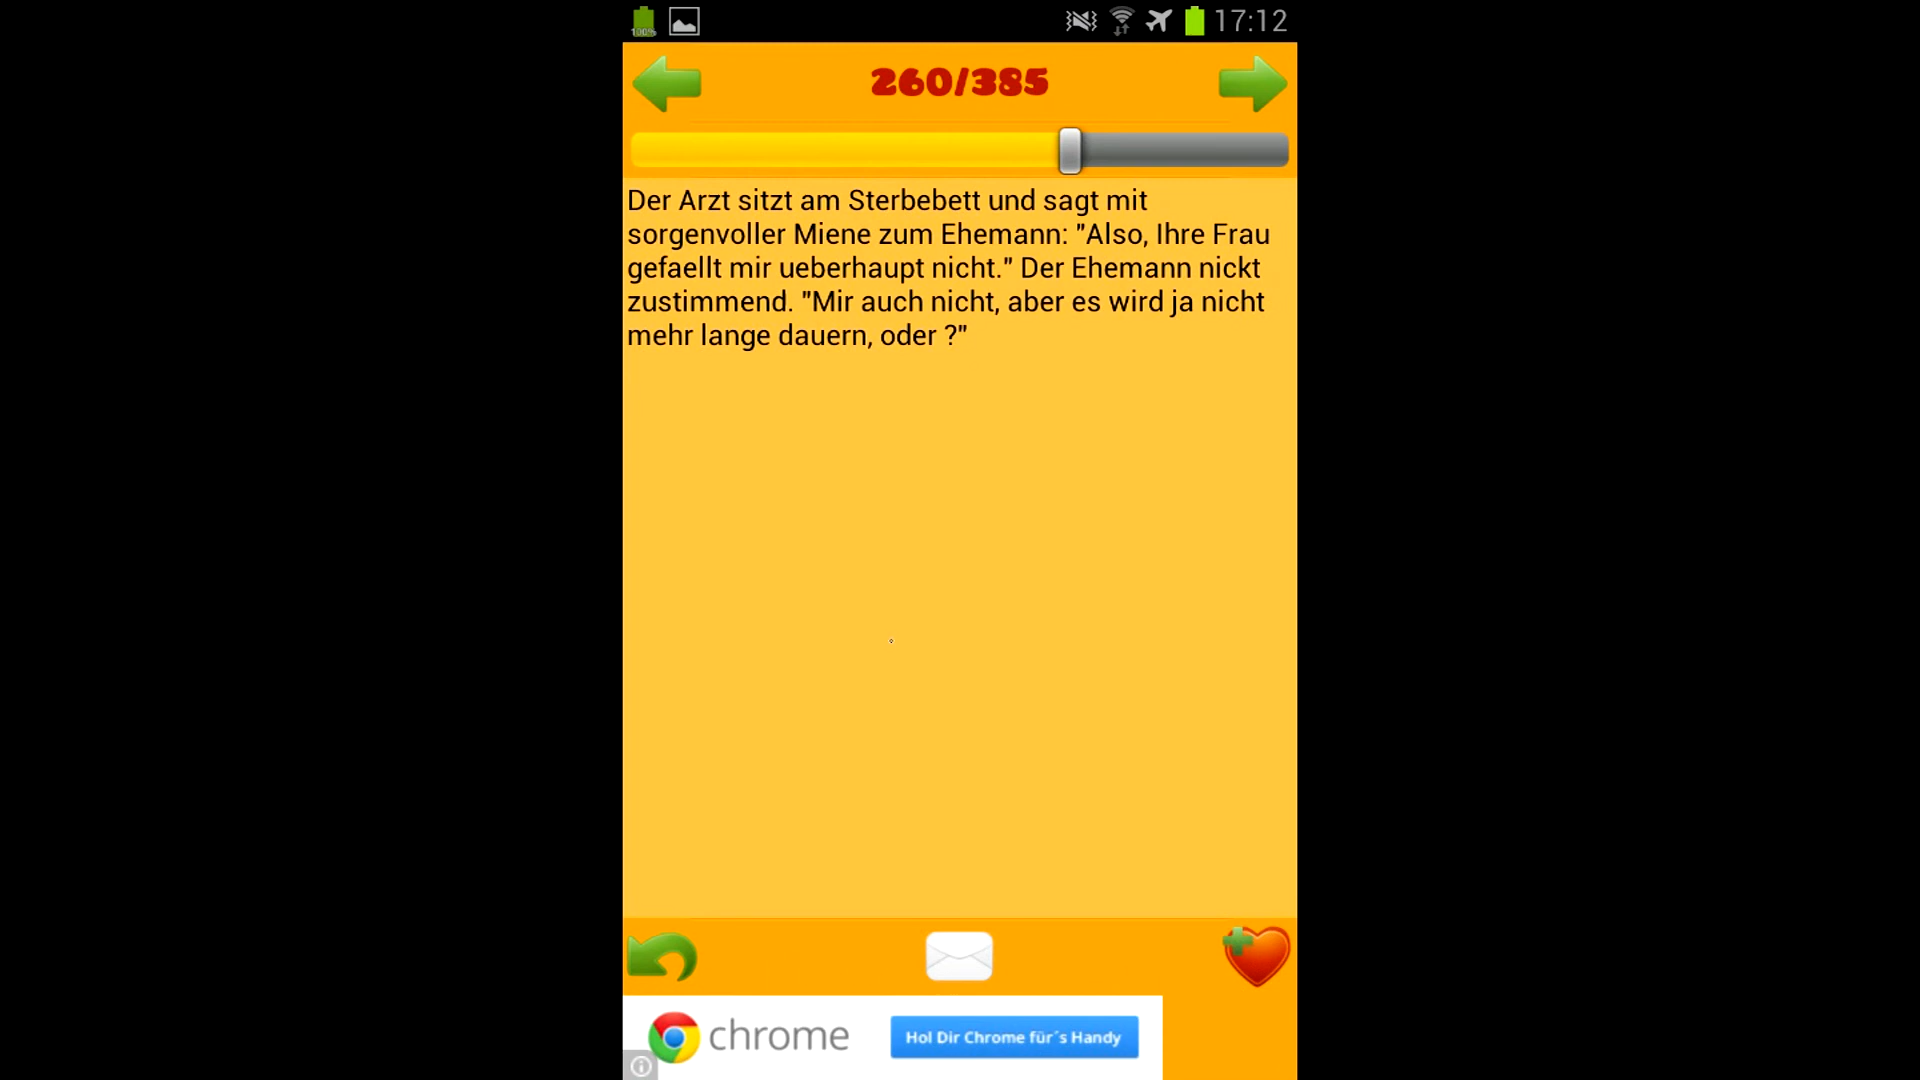 100%
17:12
260/385
Der Arzt sitzt am Sterbebett und sagt mit
sorgenvoller Miene zum Ehemann: "Also, Ihre Frau
gefaellt mir ueberhaupt nicht." Der Ehemann nickt
zustimmend. "Mir auch nicht, aber es wird ja nicht
mehr lange dauern, oder ?"
chrome
Hol Dir Chrome für´s Handy